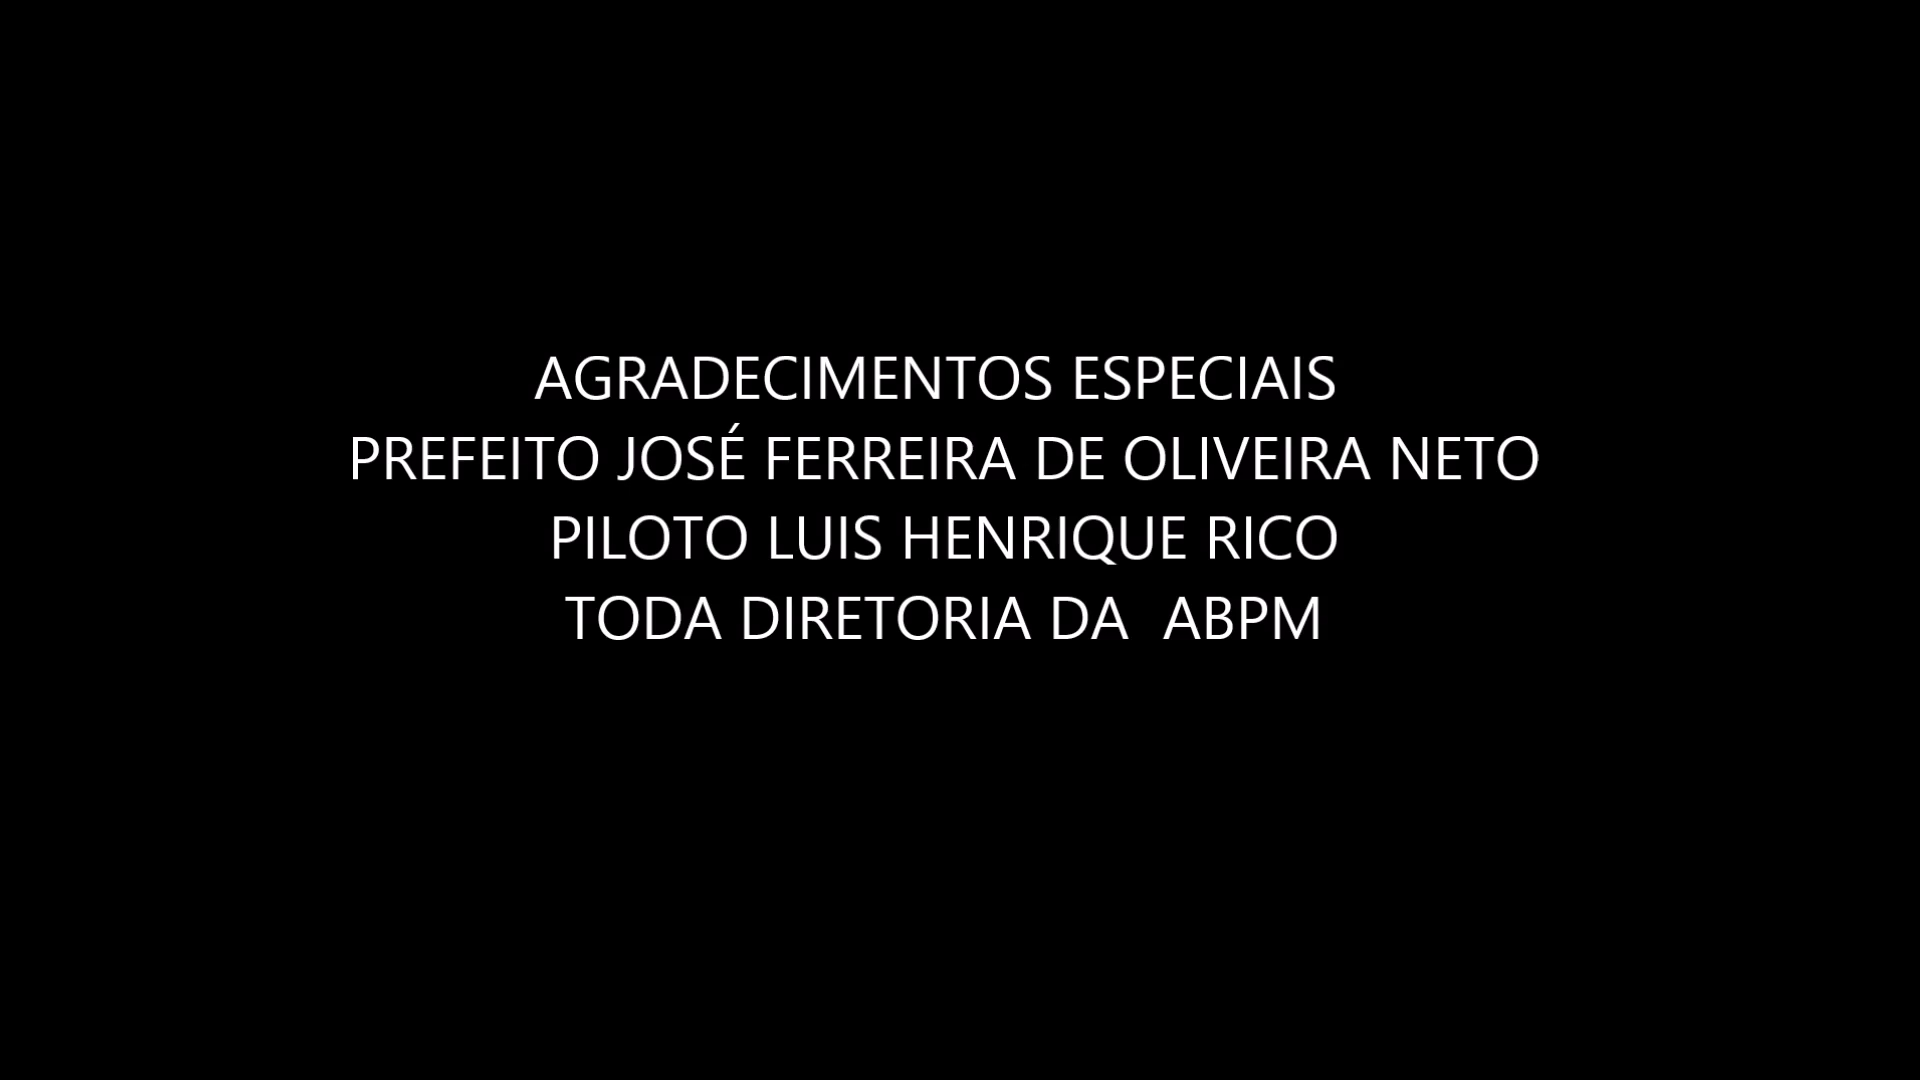 AGRADECIMENTOS ESPECIAIS
PREFEITO JOSÉ FERREIRA DE OLIVEIRA NETO
PILOTO LUIS HENRIQUE RICO
TODA DIRETORIA DA  ABPM